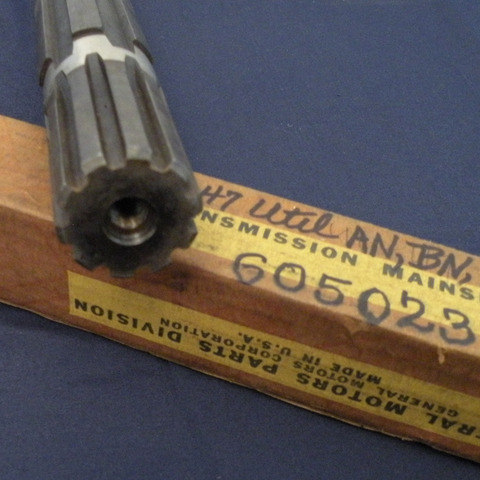 47 Util AN, BN,
NSMISSION MAINS
605023
RAL MOTORS PARTS DIVISION
GENERAL MOTORS CORPORATION
MADE IN U.S.A.